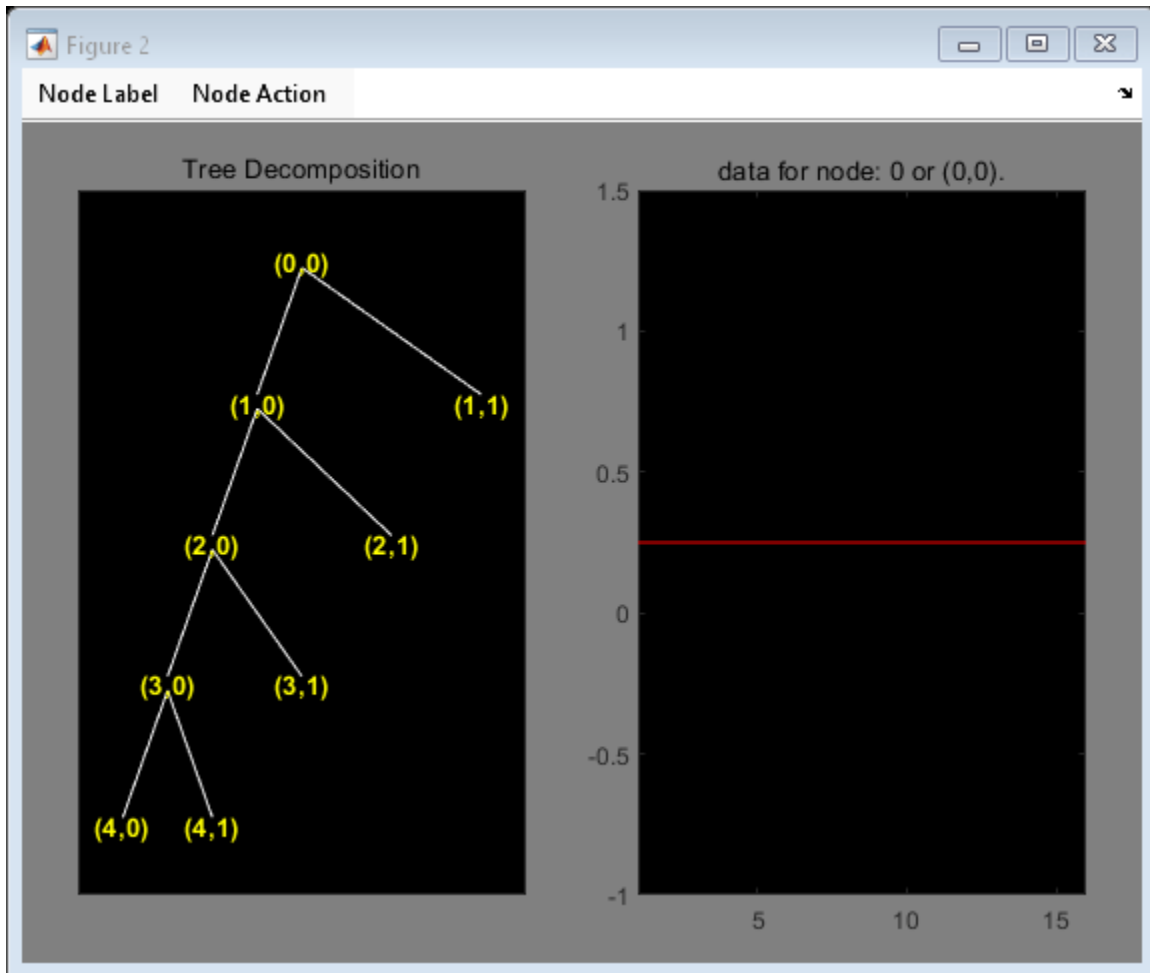 Figure 2
Node Label Node Action
Tree Decomposition
(0,0)
(1,0) (1,1)
(2,0) (2,1)
(3,0) (3,1)
(4,0) (4,1)
data for node: 0 or (0,0).
1.5
1
0.5
0
-0.5
-1
5 10 15